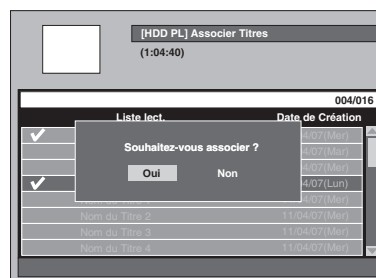 [HDD PL] Associer Titres
(1:04:40)
004/016
Liste lect. Date de Création
4/07(Mer)
4/07(Mar)
4/07(Mer)
Souhaitez-vous associer ?
Oui Non
4/07(Lun)
4/07(Mer)
Nom du Titre 2 11/04/07(Mer)
Nom du Titre 3 11/04/07(Mer)
Nom du Titre 4 11/04/07(Mer)